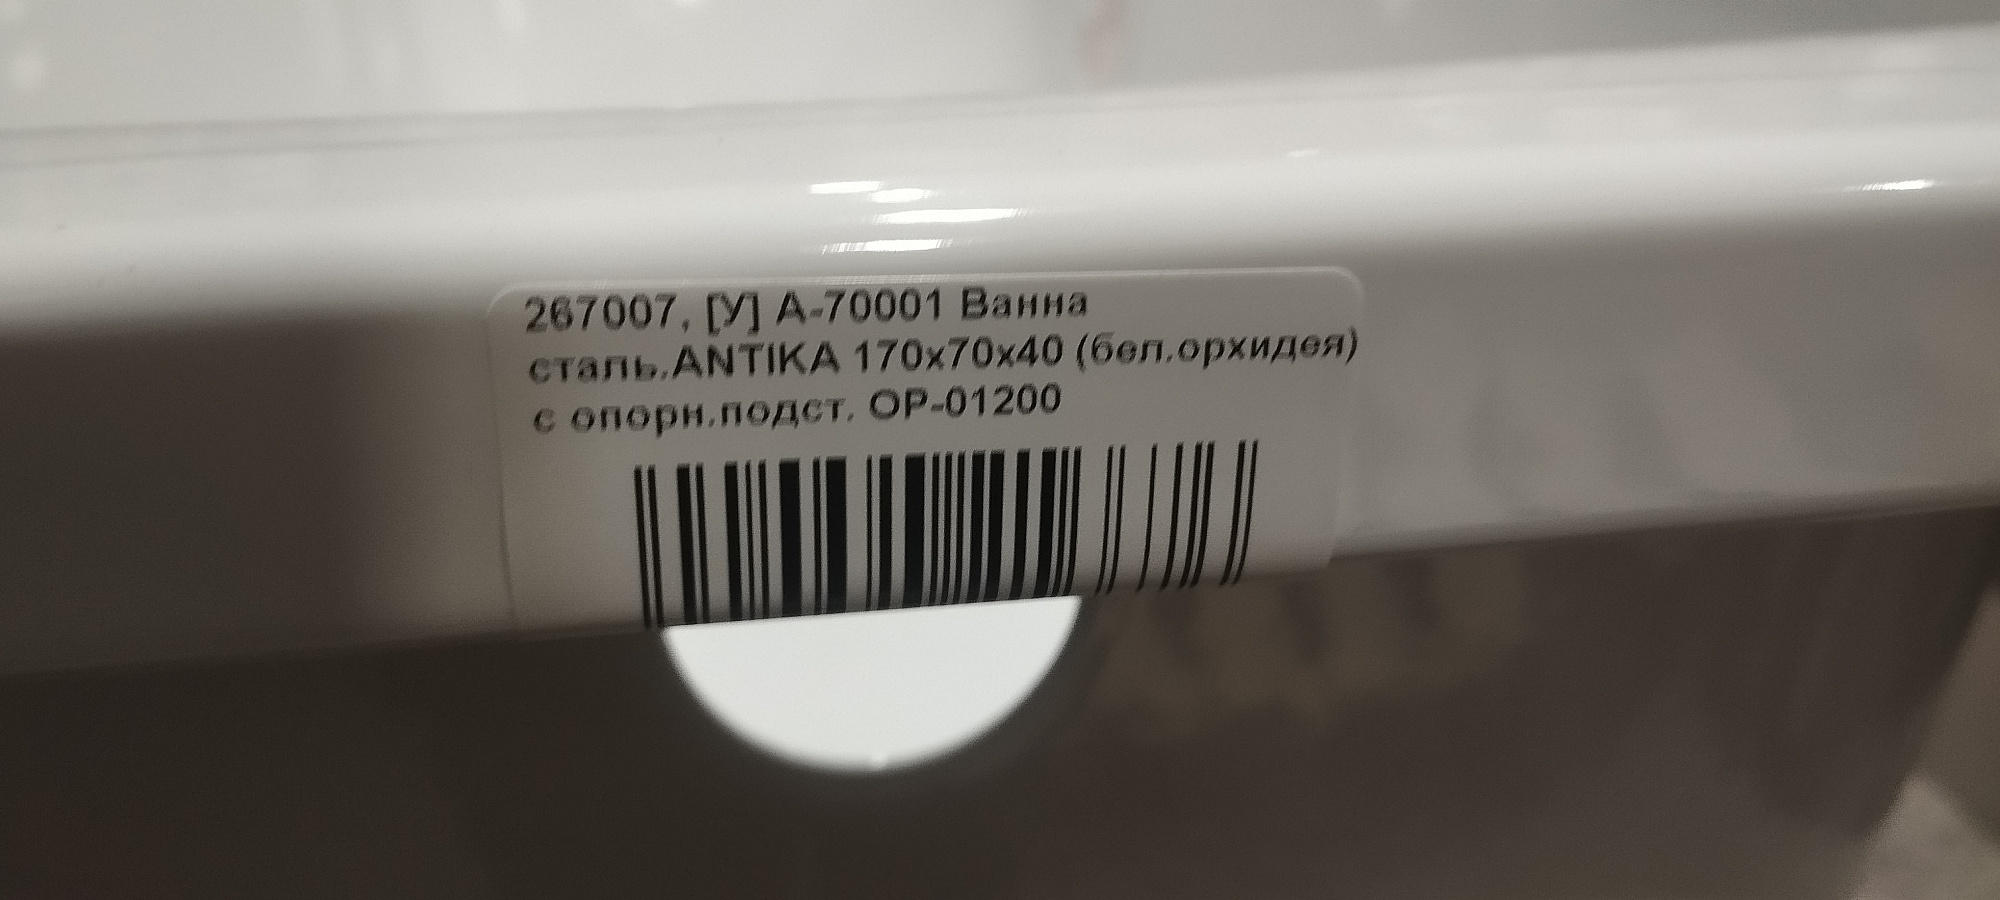 267007, [У] A-70001 Ванна
сталь.ANTIKA 170x70x40 (бел.орхидея)
с опорн.подст. ОР-01200